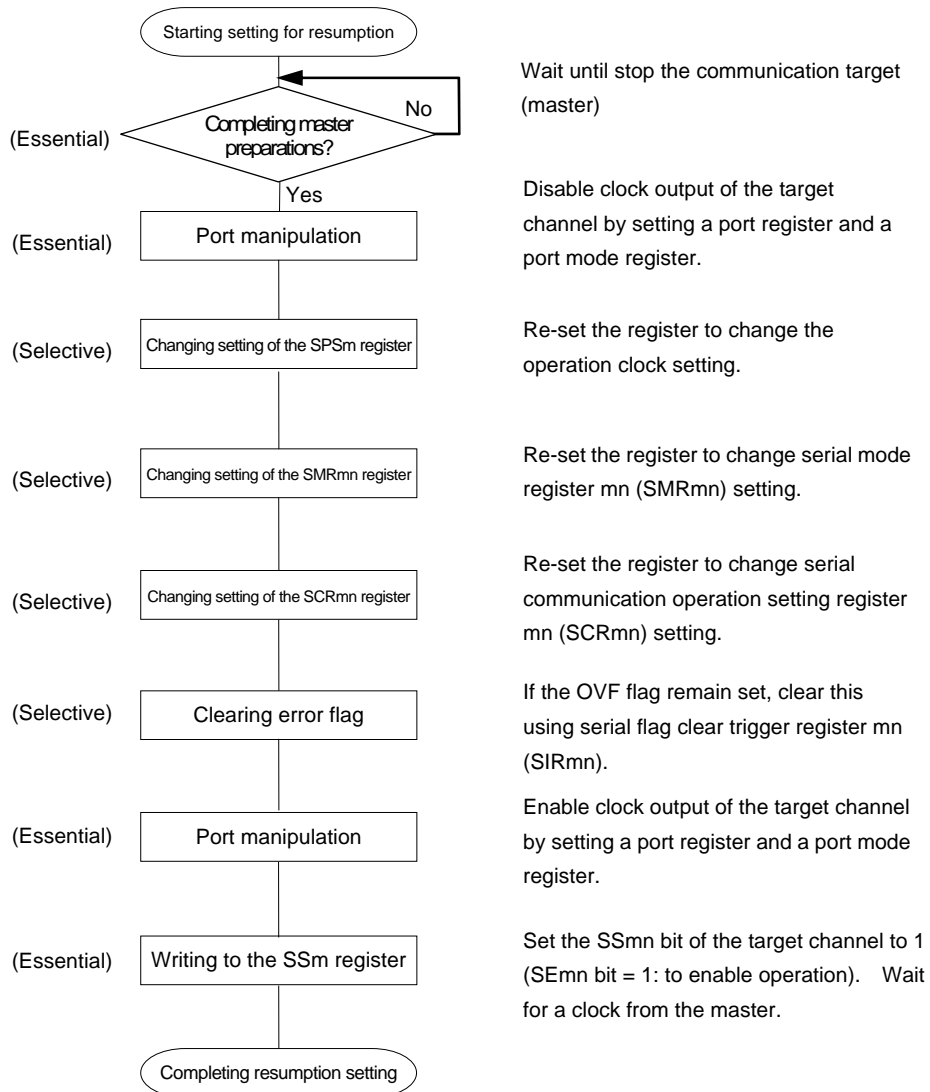 Starting setting for resumption
Wait until stop the communication target
(master)
No
(Essential)
Completing master
preparations?
Yes
Disable clock output of the target
channel by setting a port register and a
port mode register.
(Essential)
Port manipulation
Re-set the register to change the
operation clock setting.
(Selective)
Changing setting of the SPSm register
Re-set the register to change serial mode
register mn (SMRmn) setting.
(Selective)
Changing setting of the SMRmn register
Re-set the register to change serial
communication operation setting register
mn (SCRmn) setting.
(Selective)
Changing setting of the SCRmn register
If the OVF flag remain set, clear this
using serial flag clear trigger register mn
(SIRmn).
(Selective)
Clearing error flag
Enable clock output of the target channel
by setting a port register and a port mode
register.
(Essential)
Port manipulation
Set the SSmn bit of the target channel to 1
(SEmn bit = 1: to enable operation). Wait
for a clock from the master.
(Essential)
Writing to the SSm register
Completing resumption setting